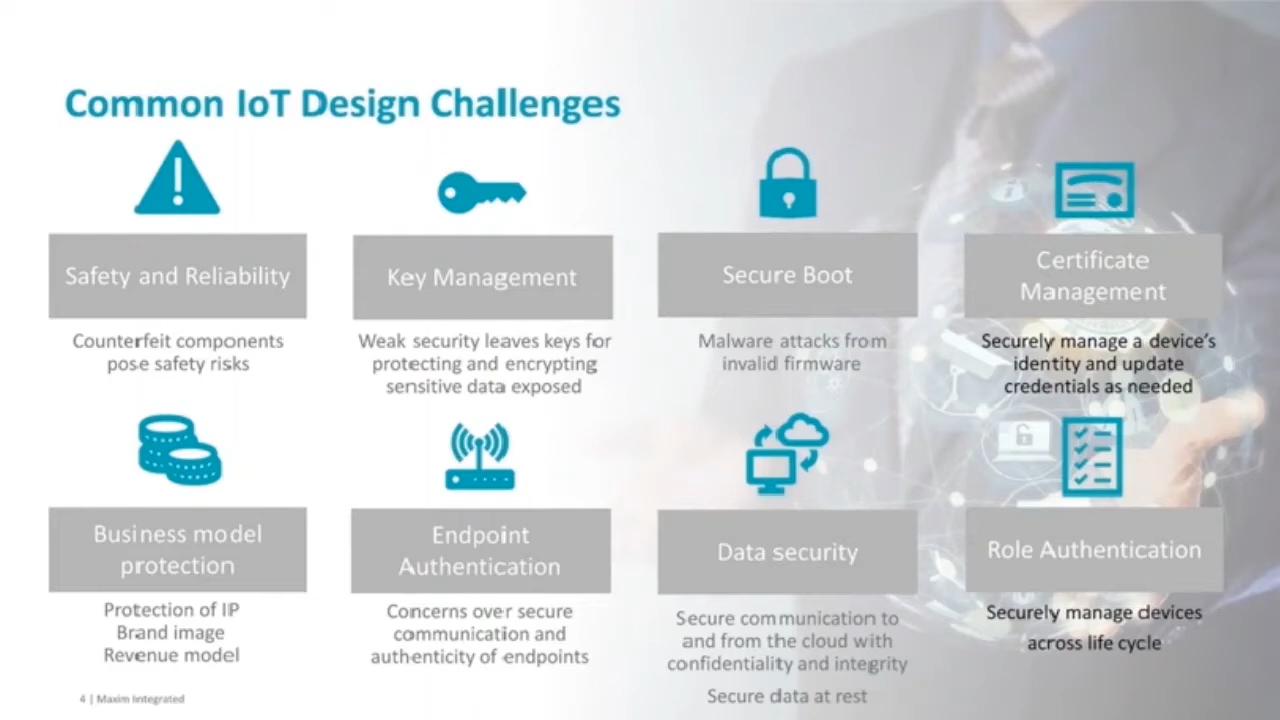 Common IoT Design Challenges
Safety and Reliability
Counterfeit components
pose safety risks
Key Management
Weak security leaves keys for
protecting and encrypting
sensitive data exposed
Secure Boot
Malware attacks from
invalid firmware
Certificate
Management
Securely manage a device's
identity and update
credentials as needed
Business model
protection
Protection of IP
Brand image
Revenue model
Endpoint
Authentication
Concerns over secure
communication and
authenticity of endpoints
Data security
Secure communication to
and from the cloud with
confidentiality and integrity
Secure data at rest
Role Authentication
Securely manage devices
across life cycle
4 | Maxim Integrated